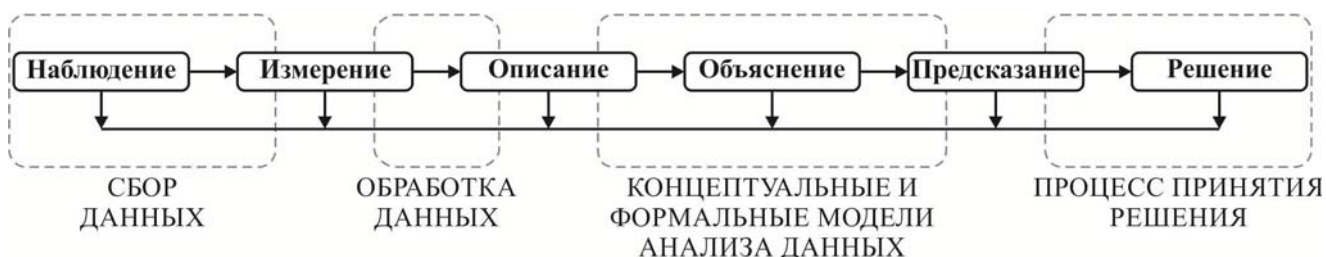 Наблюдение Измерение Описание Объяснение Предсказание Решение
СБОР
ДАННЫХ
ОБРАБОТКА
ДАННЫХ
КОНЦЕПТУАЛЬНЫЕ И
ФОРМАЛЬНЫЕ МОДЕЛИ
АНАЛИЗА ДАННЫХ
ПРОЦЕСС ПРИНЯТИЯ
РЕШЕНИЯ